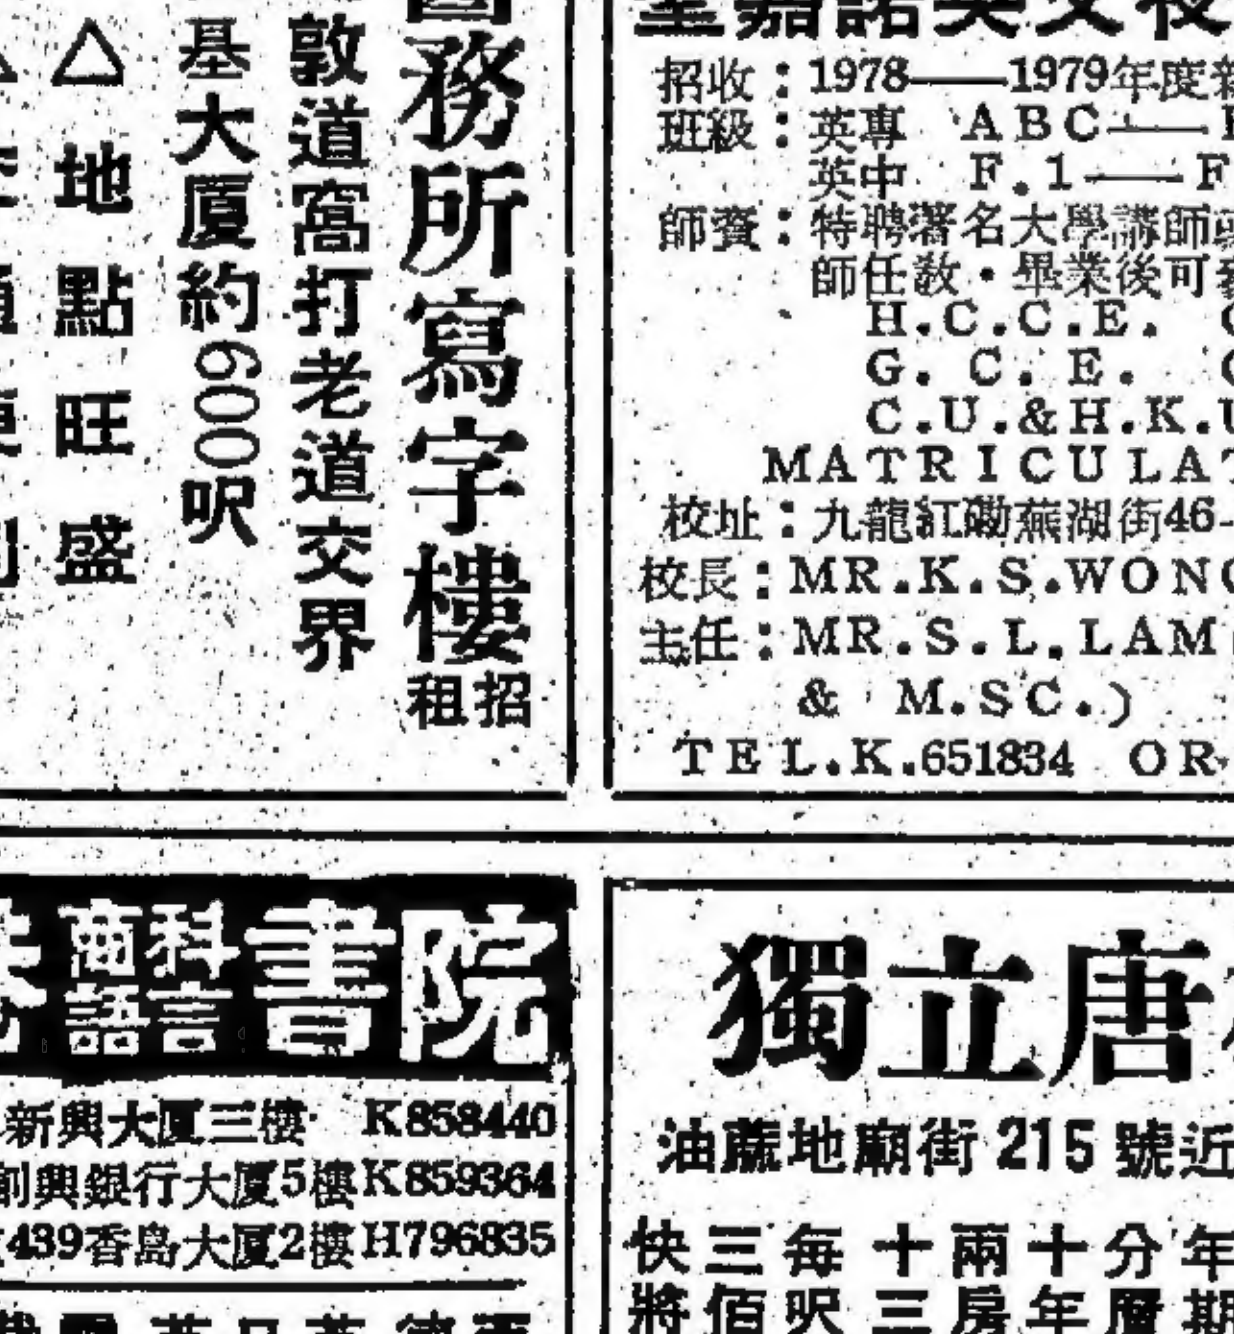 務所寫字樓招租
敦道窩打老道交界
基大厦約600呎
△地點旺盛
招收：1978——1979年度
班級：英專 ABC——
英中 F.1——F
師資：特聘著名大學講師
師任教・畢業後可
H.C.C.E.
G.C.E.
C.U.&H.K.U
MATRICULAT
校址：九龍紅磡蕪湖街46-
校長：MR.K.S.WONG
主任：MR.S.L.LAM
& M.SC.)
TEL.K.651834 OR
商科語言書院
新興大厦三樓 K858440
創興銀行大厦5樓K859364
439香島大厦2樓H796835
獨立唐
油蔴地廟街215號近
快三每十兩十分年
將佰呎三房年層期